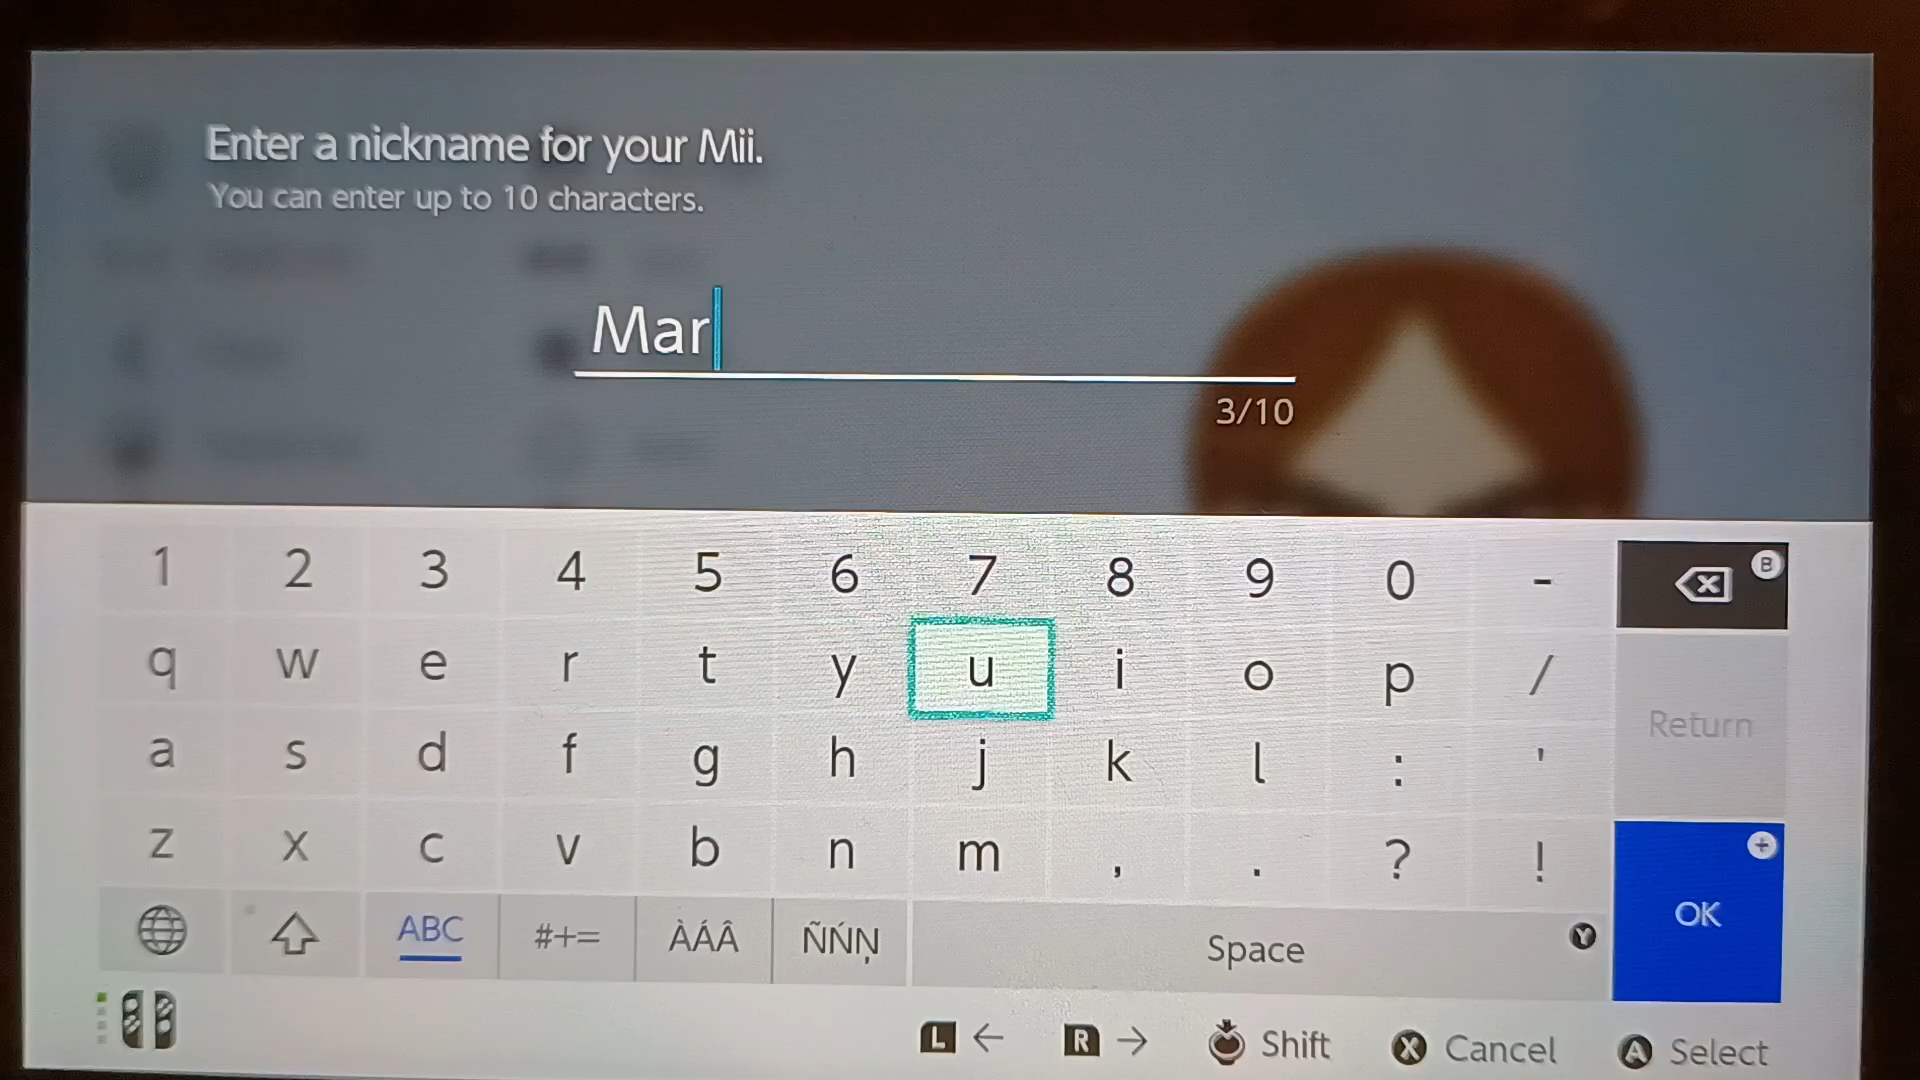 Enter a nickname for your Mii.
You can enter up to 10 characters.
Mar
3/10
1 2 3 4 5 6 7 8 9 0 - B
q w e r t y u i o p /
a s d f g h j k l : '
Return
z x c v b n m , . ? ! +
OK
ABC #+= ÀÁÂ ÑŃŅ Space Y
L ← R → Shift X Cancel A Select